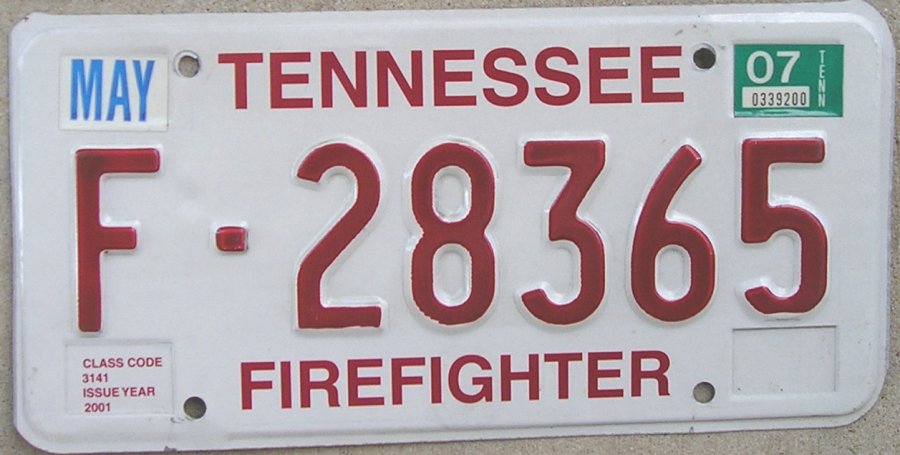 MAY
TENNESSEE
07
TENN
0339200
F-28365
CLASS CODE
3141
ISSUE YEAR
2001
FIREFIGHTER